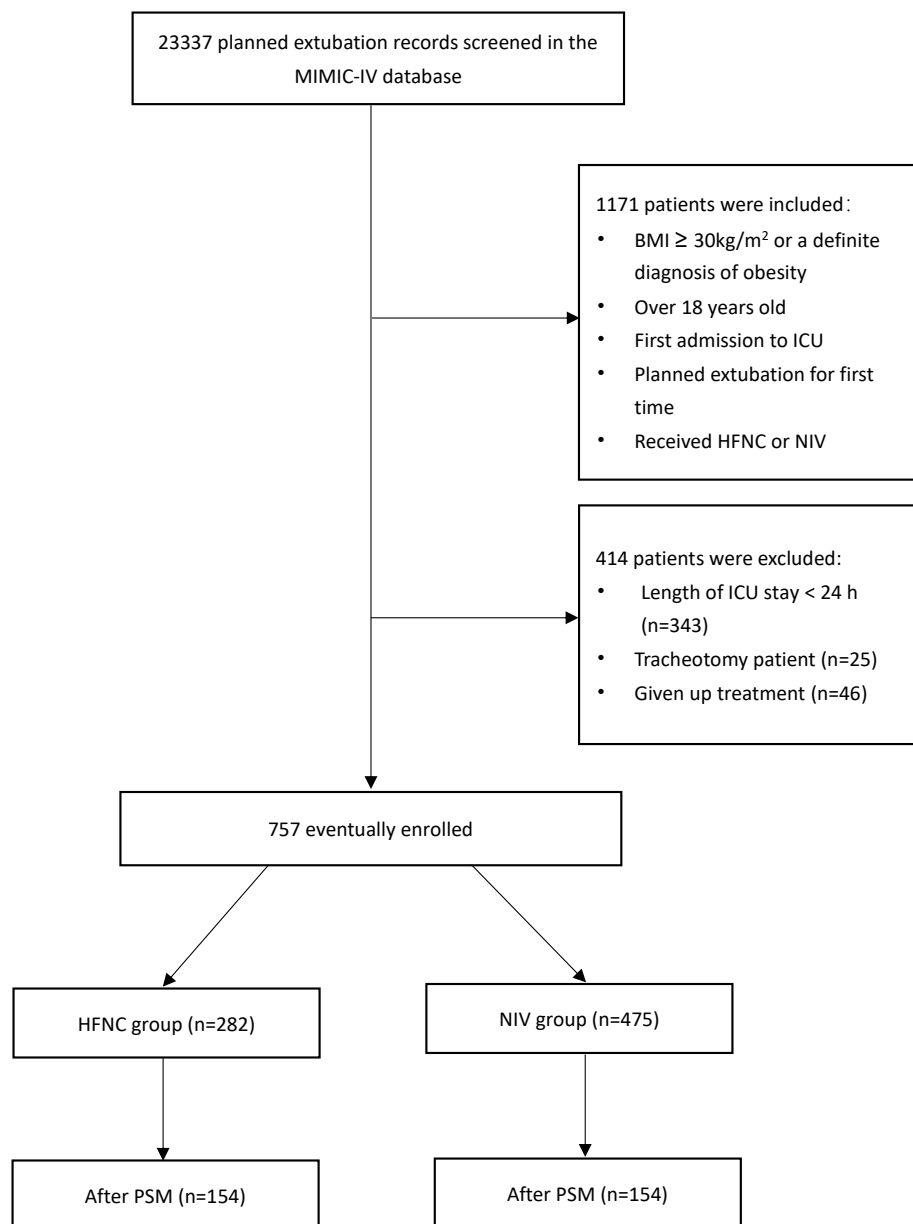 23337 planned extubation records screened in the
MIMIC-IV database
1171 patients were included：
• BMI ≥ 30kg/m² or a definite
diagnosis of obesity
• Over 18 years old
• First admission to ICU
• Planned extubation for first
time
• Received HFNC or NIV
414 patients were excluded:
• Length of ICU stay < 24 h
(n=343)
• Tracheotomy patient (n=25)
• Given up treatment (n=46)
757 eventually enrolled
HFNC group (n=282)
NIV group (n=475)
After PSM (n=154)
After PSM (n=154)